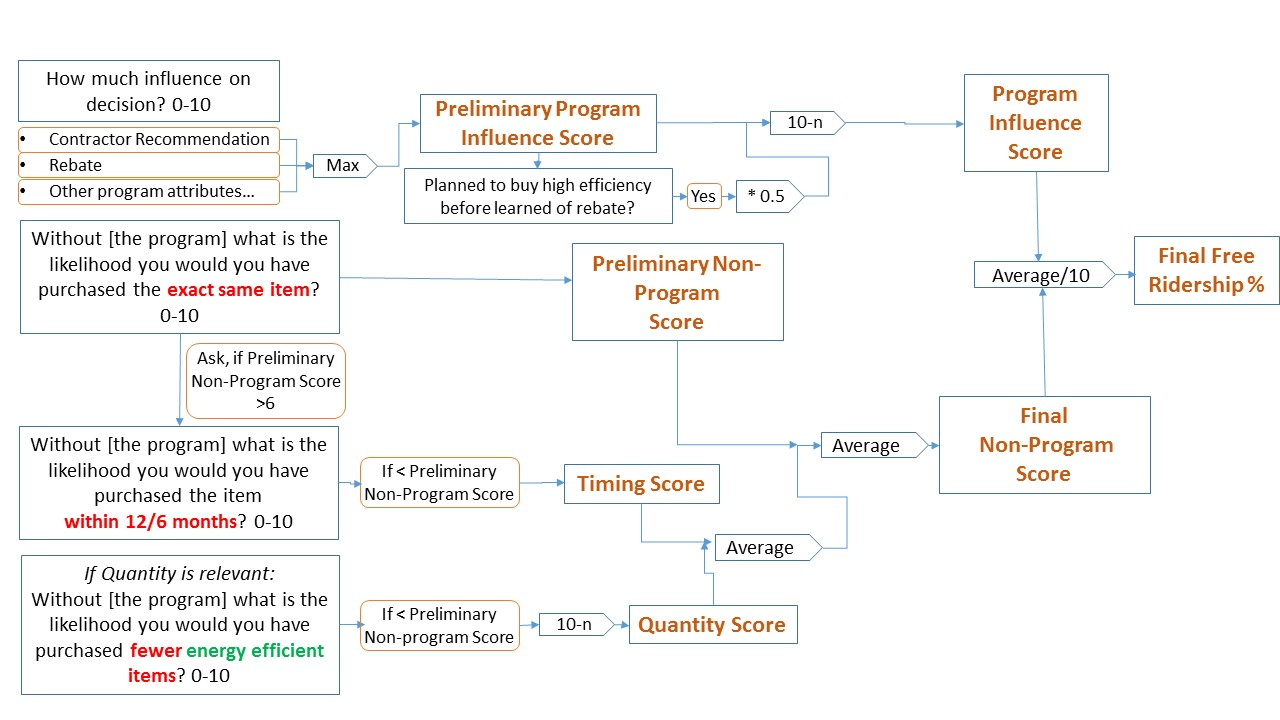 How much influence on
decision? 0-10
• Contractor Recommendation
• Rebate
• Other program attributes...
Max
Preliminary Program
Influence Score
Planned to buy high efficiency
before learned of rebate?
Yes
* 0.5
10-n
Program
Influence
Score
Without [the program] what is the
likelihood you would you have
purchased the exact same item?
0-10
Preliminary Non-
Program
Score
Average/10
Final Free
Ridership %
Ask, if Preliminary
Non-Program Score
>6
Without [the program] what is the
likelihood you would you have
purchased the item
within 12/6 months? 0-10
If < Preliminary
Non-Program Score
Timing Score
Average
Average
Final
Non-Program
Score
If Quantity is relevant:
Without [the program] what is the
likelihood you would you have
purchased fewer energy efficient
items? 0-10
If < Preliminary
Non-program Score
10-n
Quantity Score